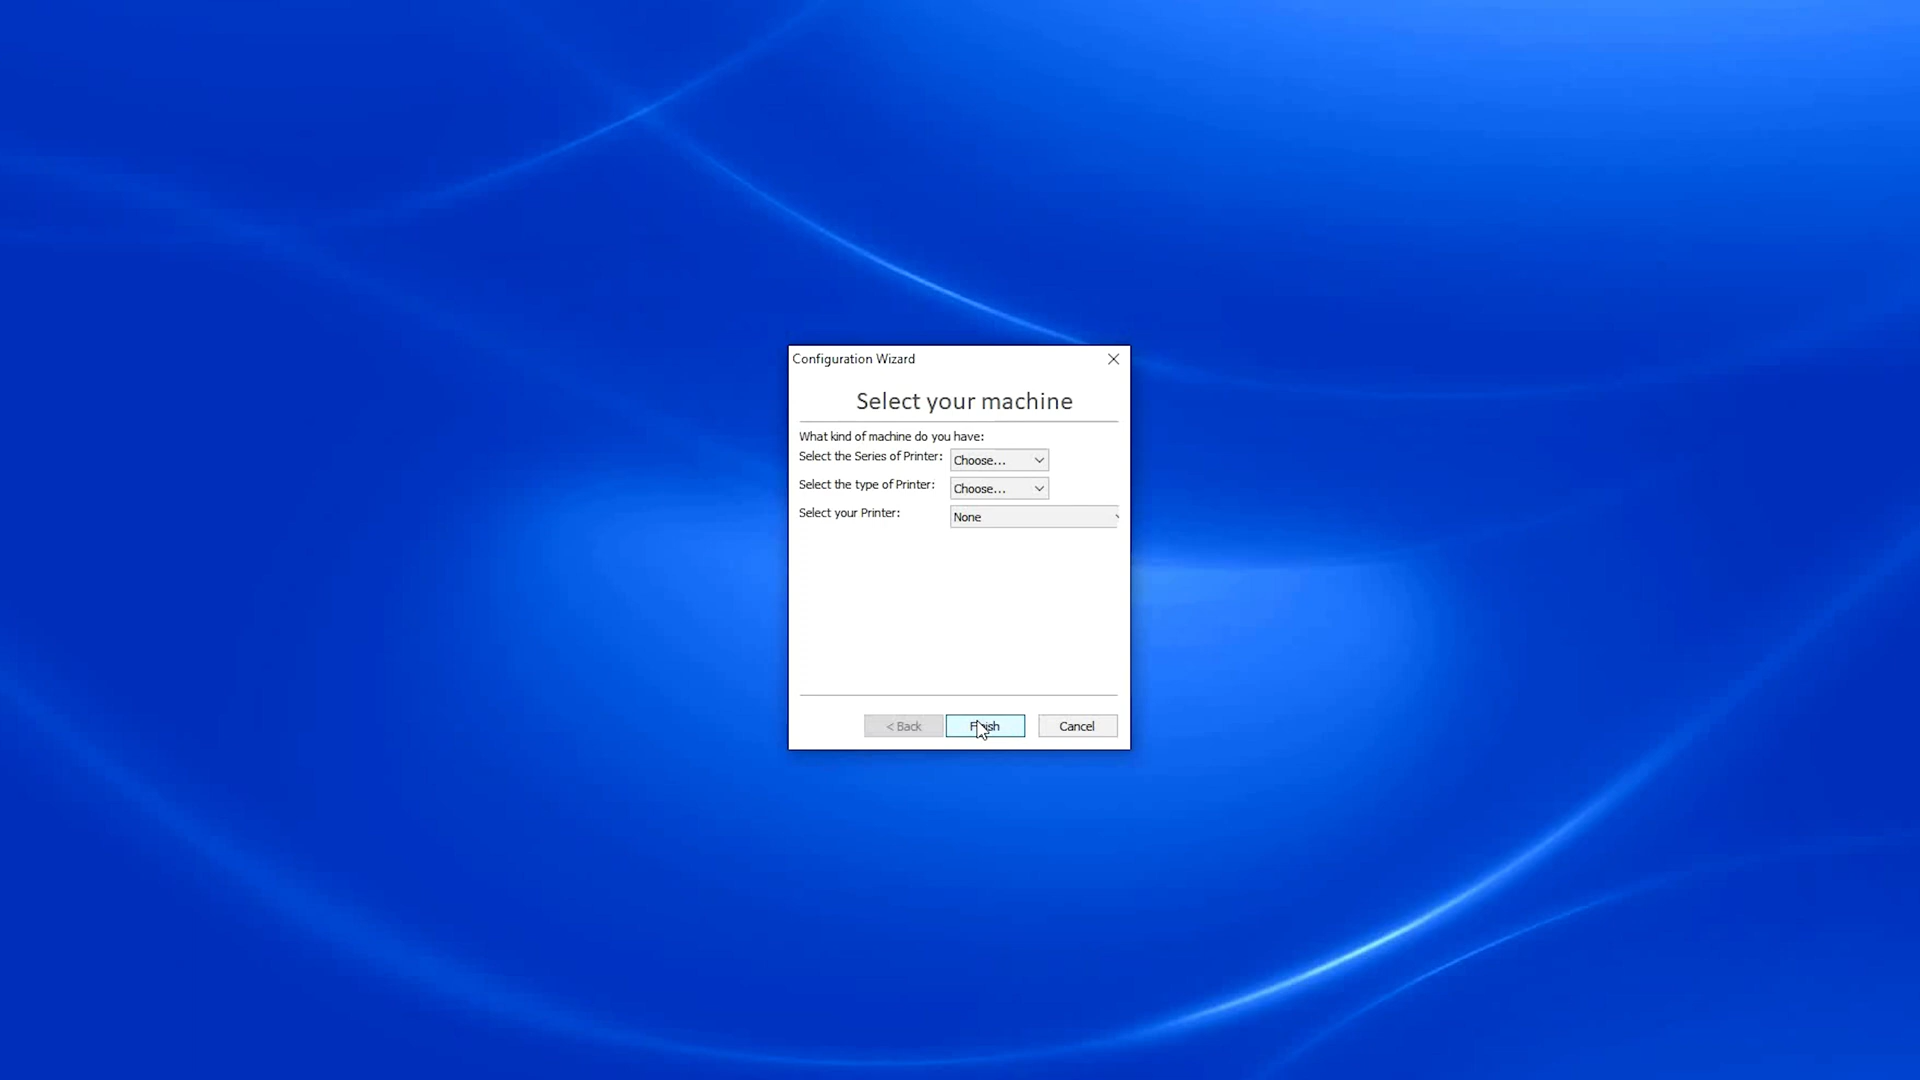 Configuration Wizard
Select your machine
What kind of machine do you have:
Select the Series of Printer: Choose...
Select the type of Printer: Choose...
Select your Printer: None
< Back Finish Cancel